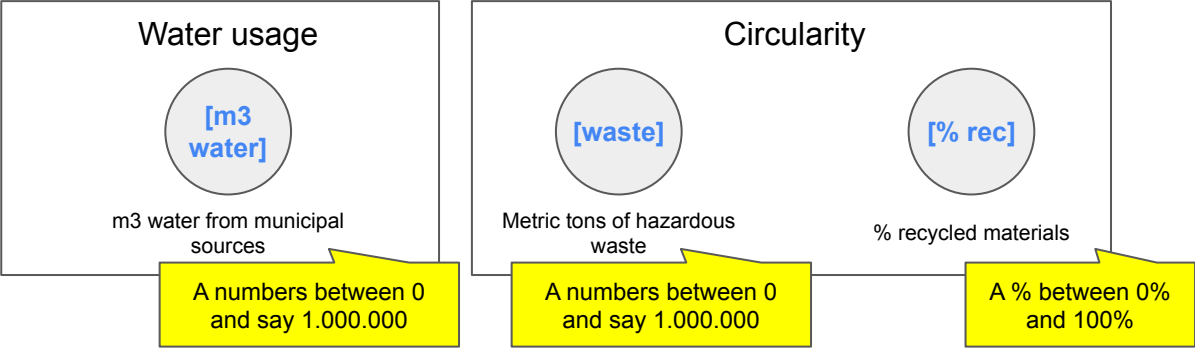 Water usage
[m3
water]
m3 water from municipal
sources
A numbers between 0
and say 1.000.000
Circularity
[waste]
Metric tons of hazardous
waste
A numbers between 0
and say 1.000.000
[% rec]
% recycled materials
A % between 0%
and 100%